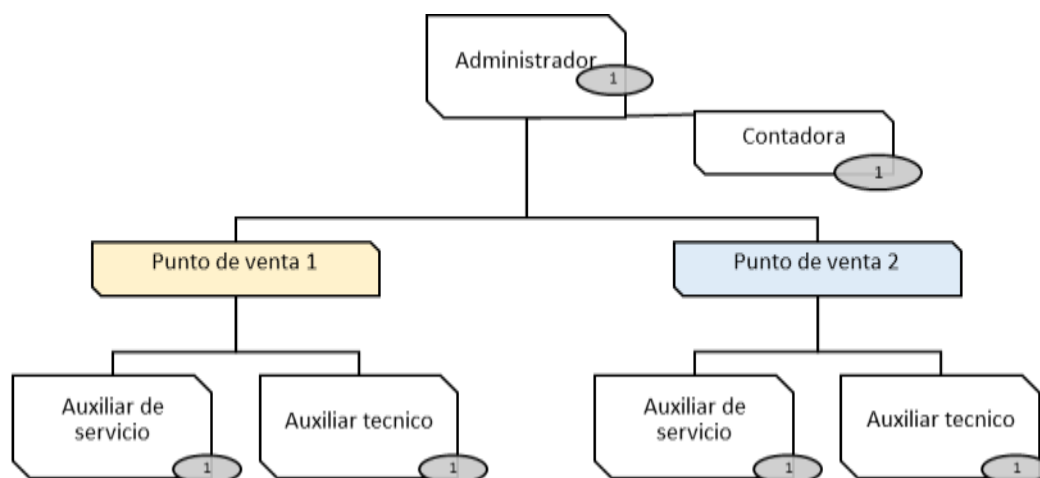 Administrador
1
Contadora
1
Punto de venta 1
Punto de venta 2
Auxiliar de
servicio
1
Auxiliar tecnico
1
Auxiliar de
servicio
1
Auxiliar tecnico
1